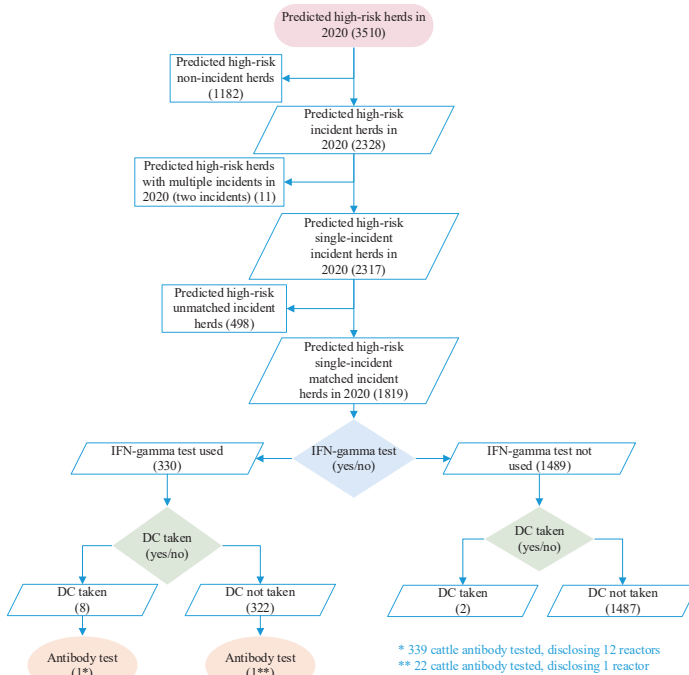 Predicted high-risk herds in
2020 (3510)
Predicted high-risk
non-incident herds
(1182)
Predicted high-risk
incident herds in
2020 (2328)
Predicted high-risk herds
with multiple incidents in
2020 (two incidents) (11)
Predicted high-risk
single-incident
incident herds in
2020 (2317)
Predicted high-risk
unmatched incident
herds (498)
Predicted high-risk
single-incident
matched incident
herds in 2020 (1819)
IFN-gamma test used
(330)
IFN-gamma test
(yes/no)
IFN-gamma test not
used (1489)
DC taken
(yes/no)
DC taken
(yes/no)
DC taken
(8)
DC not taken
(322)
DC taken
(2)
DC not taken
(1487)
Antibody test
(1*)
Antibody test
(1**)
* 339 cattle antibody tested, disclosing 12 reactors
** 22 cattle antibody tested, disclosing 1 reactor